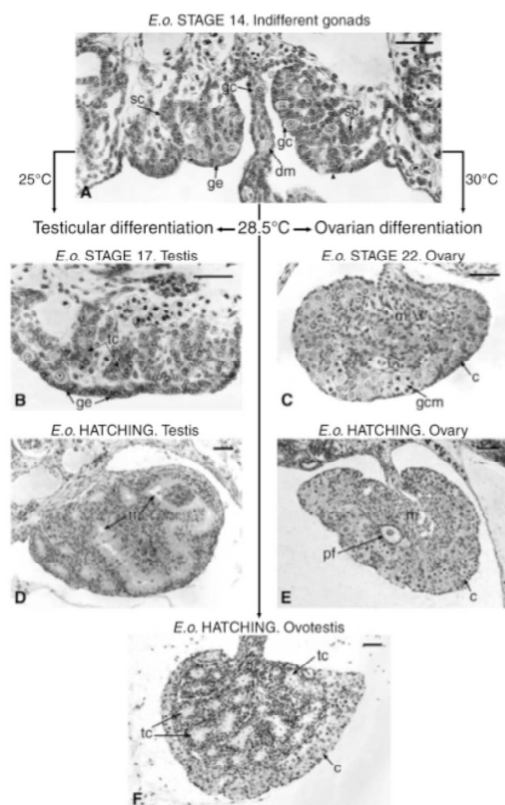 E.o. STAGE 14. Indifferent gonads
gc
sc
sc
gc
dm
ge
A
25°C
30°C
Testicular differentiation 28.5°C Ovarian differentiation
E.o. STAGE 17. Testis
E.o. STAGE 22. Ovary
tc
m
B
ge
C
c
gcm
E.o. HATCHING. Testis
E.o. HATCHING. Ovary
m
pf
D
E
c
E.o. HATCHING. Ovotestis
tc
tc
c
F